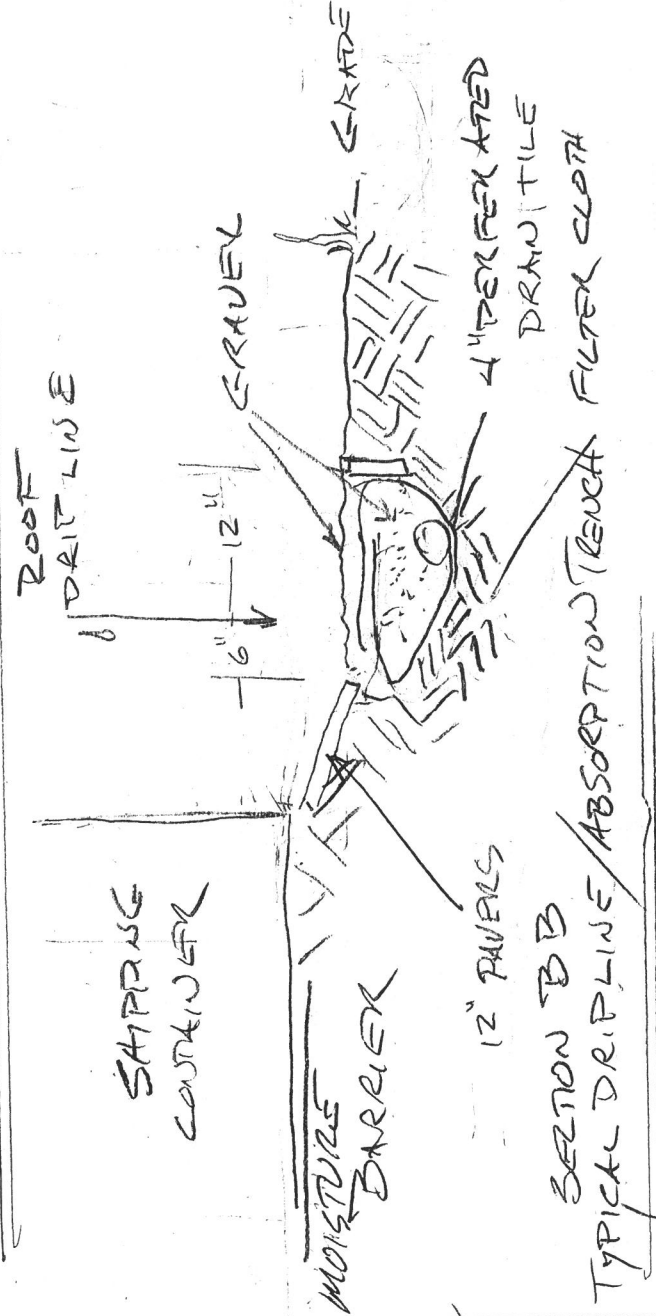 ROOF
DRIP LINE
6" 12"
GRAVEL
GRADE
SHIPPING
CONTAINER
MOISTURE
BARRIER
12" PAVERS
4" PERFERATED
DRAIN TILE
FILTER CLOTH
SECTION BB
TYPICAL DRIPLINE/ABSORPTION TRENCH